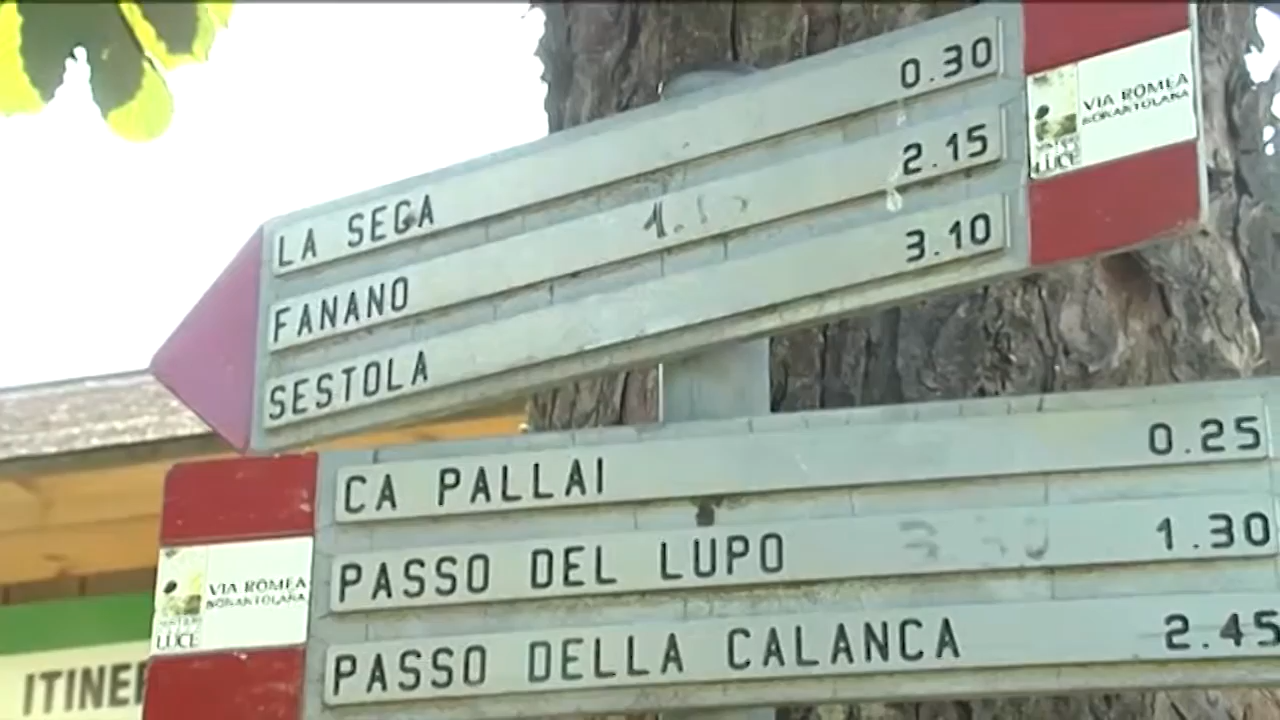 LA SEGA 0.30
FANANO 2.15
SESTOLA 3.10
VIA ROMEA
NONANTOLANA
LUCE
CA PALLAI 0.25
PASSO DEL LUPO 1.30
PASSO DELLA CALANCA 2.45
VIA ROMEA
NONANTOLANA
LUCE
ITINER